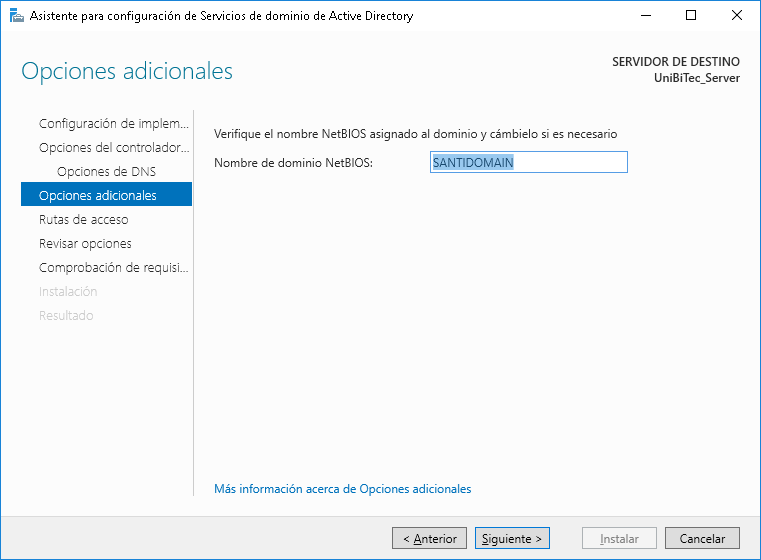 Asistente para configuración de Servicios de dominio de Active Directory
Opciones adicionales
SERVIDOR DE DESTINO
UniBiTec_Server
Configuración de implem...
Opciones del controlador...
Opciones de DNS
Opciones adicionales
Rutas de acceso
Revisar opciones
Comprobación de requisi...
Instalación
Resultado
Verifique el nombre NetBIOS asignado al dominio y cámbielo si es necesario
Nombre de dominio NetBIOS: SANTIDOMAIN
Más información acerca de Opciones adicionales
< Anterior Siguiente > Instalar Cancelar